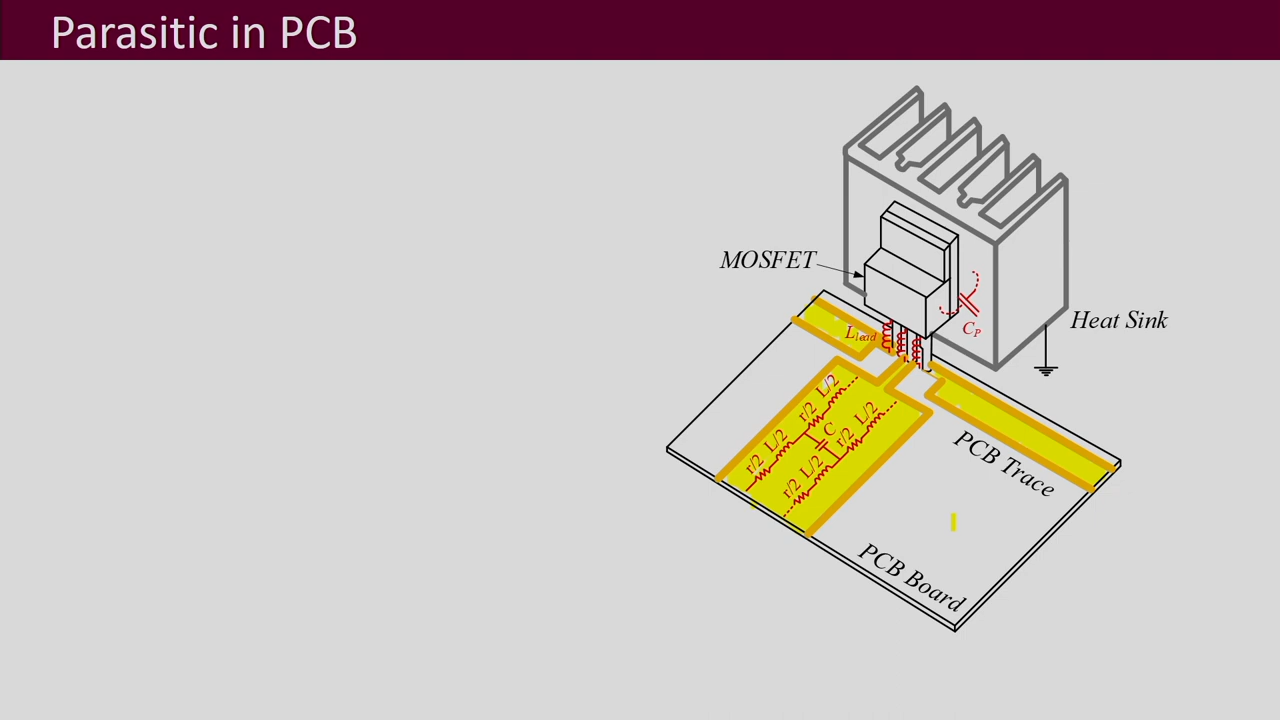 Parasitic in PCB
MOSFET
Heat Sink
C_P
L_lead
r/2 L/2 r/2 L/2
C
r/2 L/2 r/2 L/2
PCB Trace
PCB Board